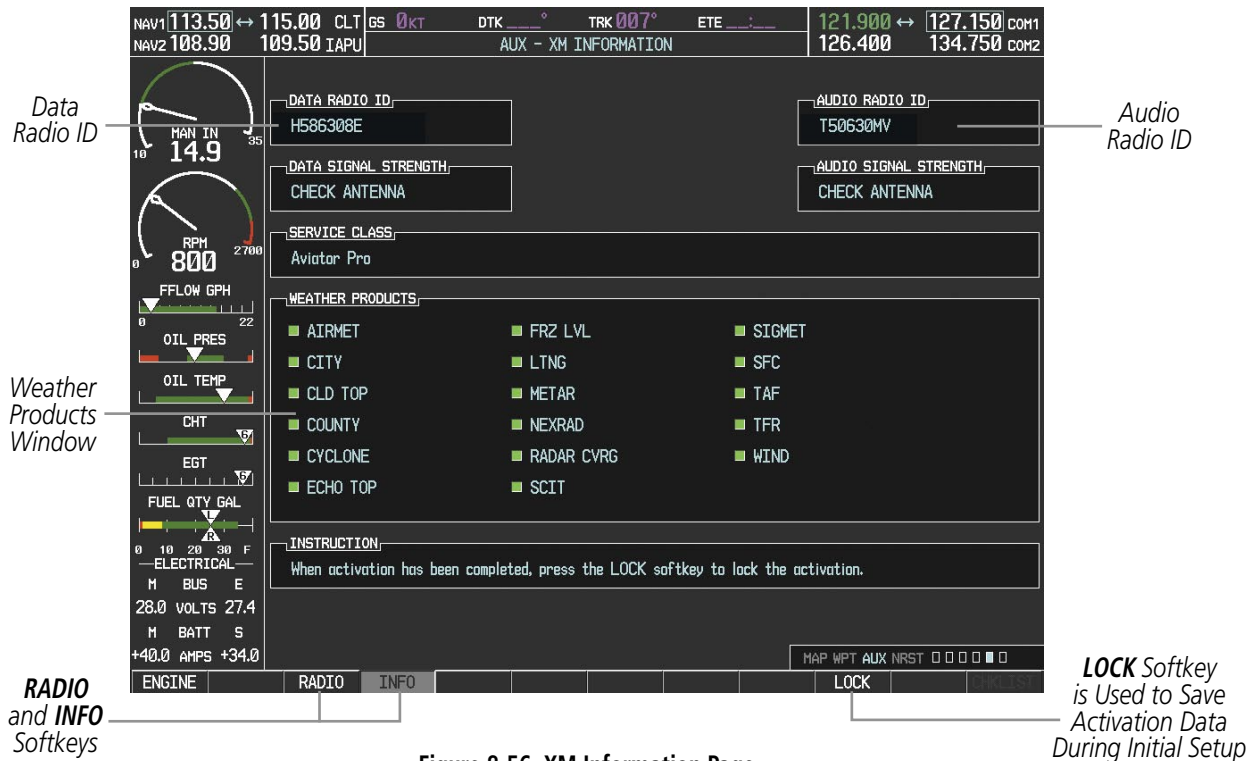 NAV1 113.50 ↔ 115.00 CLT GS 0KT DTK ___° TRK 007° ETE __:__ 121.900 ↔ 127.150 COM1
NAV2 108.90 109.50 IAPU AUX - XM INFORMATION 126.400 134.750 COM2
Data
Radio ID
DATA RADIO ID
H586308E
AUDIO RADIO ID
T50630MV
Audio
Radio ID
MAN IN
10 14.9 35
DATA SIGNAL STRENGTH
CHECK ANTENNA
AUDIO SIGNAL STRENGTH
CHECK ANTENNA
RPM
0 800 2700
SERVICE CLASS
Aviator Pro
FFLOW GPH
0 22
OIL PRES
OIL TEMP
CHT
6
EGT
6
FUEL QTY GAL
L
R
0 10 20 30 F
ELECTRICAL
M BUS E
28.0 VOLTS 27.4
M BATT S
+40.0 AMPS +34.0
Weather
Products
Window
WEATHER PRODUCTS
AIRMET FRZ LVL SIGMET
CITY LTNG SFC
CLD TOP METAR TAF
COUNTY NEXRAD TFR
CYCLONE RADAR CVRG WIND
ECHO TOP SCIT
INSTRUCTION
When activation has been completed, press the LOCK softkey to lock the activation.
MAP WPT AUX NRST
ENGINE RADIO INFO LOCK CHKLIST
RADIO
and INFO
Softkeys
LOCK Softkey
is Used to Save
Activation Data
During Initial Setup
Figure 8-56 XM Information Page